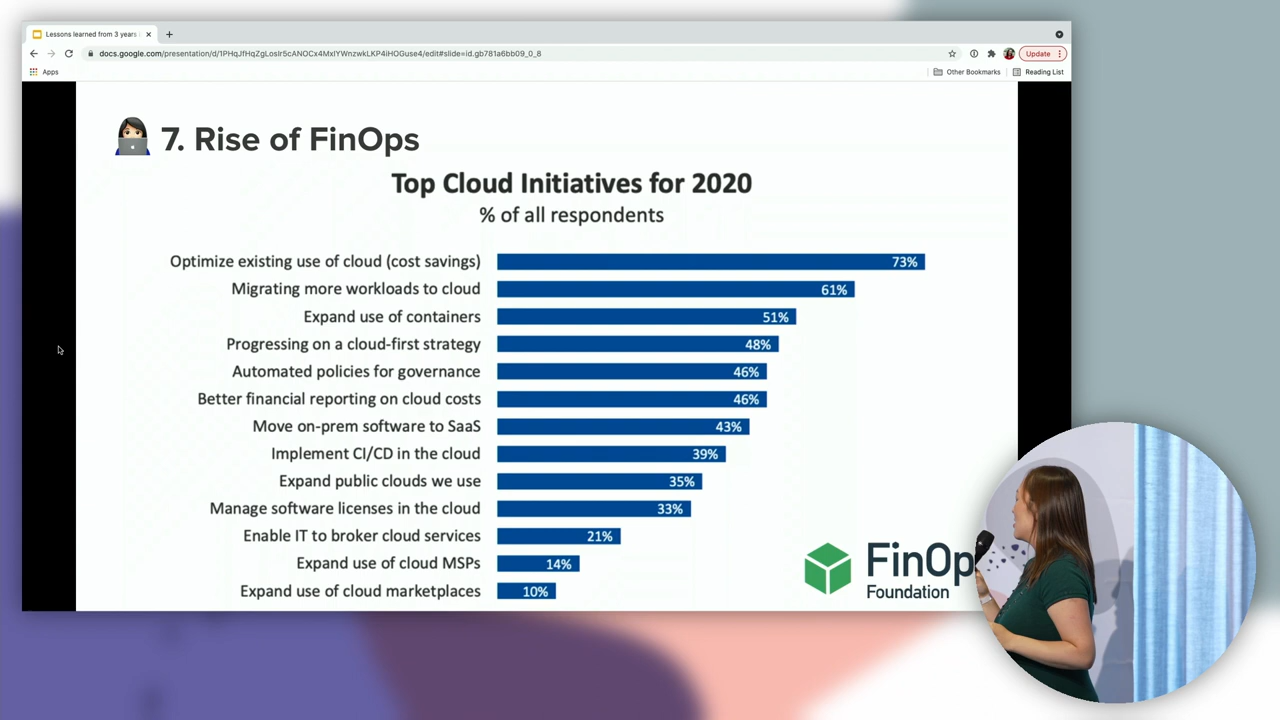 Lessons learned from 3 years
docs.google.com/presentation/d/1PHqJfHqZgLosIr5cANOCx4MxIYWnzwkLKP4iHOGuse4/edit#slide=id.gb781a6bb09_0_8
Update
Apps
Other Bookmarks
Reading List
7. Rise of FinOps
Top Cloud Initiatives for 2020
% of all respondents
Optimize existing use of cloud (cost savings) 73%
Migrating more workloads to cloud 61%
Expand use of containers 51%
Progressing on a cloud-first strategy 48%
Automated policies for governance 46%
Better financial reporting on cloud costs 46%
Move on-prem software to SaaS 43%
Implement CI/CD in the cloud 39%
Expand public clouds we use 35%
Manage software licenses in the cloud 33%
Enable IT to broker cloud services 21%
Expand use of cloud MSPs 14%
Expand use of cloud marketplaces 10%
FinOp
Foundation